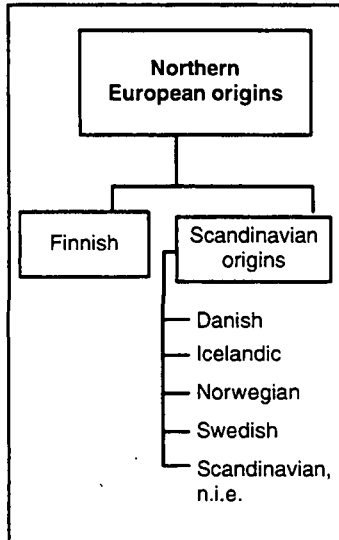 Northern
European origins
Finnish
Scandinavian
origins
Danish
Icelandic
Norwegian
Swedish
Scandinavian,
n.i.e.